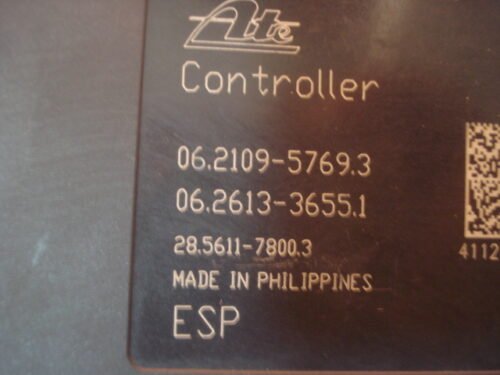 Ate
Controller
06.2109-5769.3
06.2613-3655.1
28.5611-7800.3
4112
MADE IN PHILIPPINES
ESP